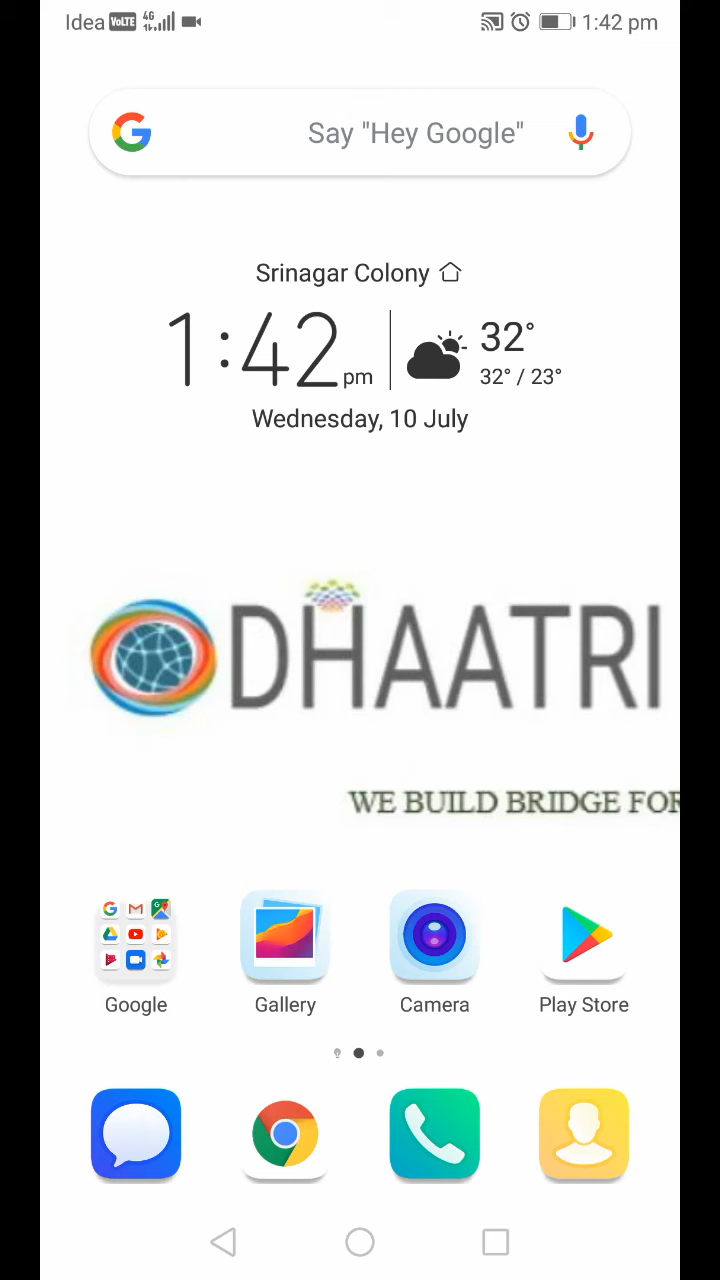 Idea VoLTE 4G 1:42 pm
Say "Hey Google"
Srinagar Colony
1:42 pm 32°
32° / 23°
Wednesday, 10 July
DHAATRI
WE BUILD BRIDGE FOR
Google Gallery Camera Play Store